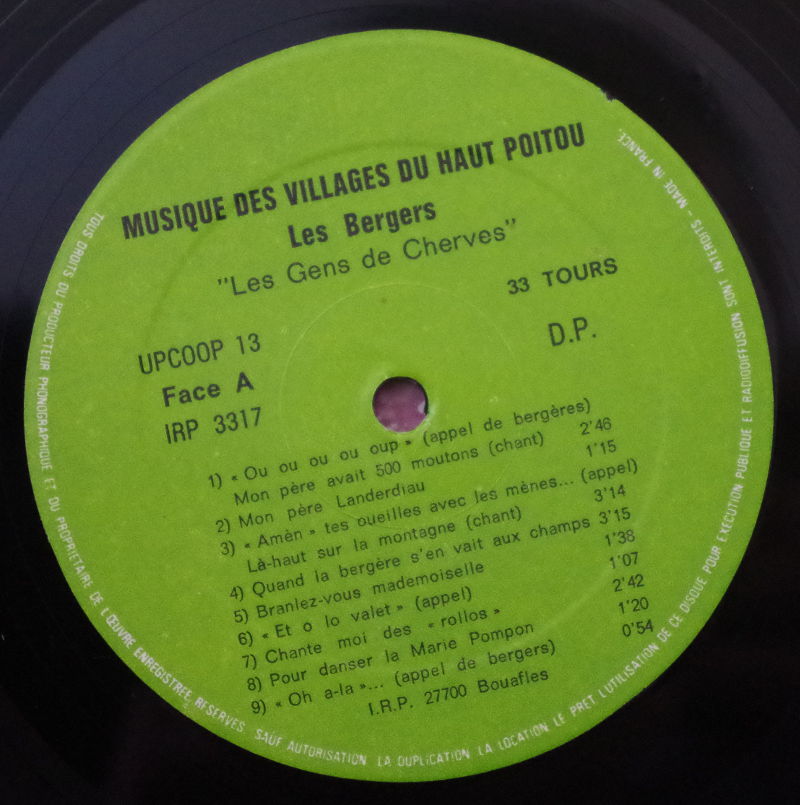 MUSIQUE DES VILLAGES DU HAUT POITOU
Les Bergers
"Les Gens de Cherves"
33 TOURS
UPCOOP 13
D.P.
Face A
IRP 3317
1) « Ou ou ou ou oup » (appel de bergères)
Mon père avait 500 moutons (chant) 2'46
2) Mon père Landerdiau 1'15
3) « Amèn » tes oueilles avec les mènes... (appel)
Là-haut sur la montagne (chant) 3'14
4) Quand la bergère s'en vait aux champs 3'15
5) Branlez-vous mademoiselle 1'38
6) « Et o lo valet » (appel) 1'07
7) Chante moi des « rollos » 2'42
8) Pour danser la Marie Pompon 1'20
9) « Oh a-la »... (appel de bergers) 0'54
I.R.P. 27700 Bouafles
TOUS DROITS DU PRODUCTEUR PHONOGRAPHIQUE ET DU PROPRIETAIRE DE L'ŒUVRE ENREGISTREE RESERVES SAUF AUTORISATION LA DUPLICATION LA LOCATION LE PRET L'UTILISATION DE CE DISQUE POUR EXECUTION PUBLIQUE ET RADIODIFFUSION SONT INTERDITS - MADE IN FRANCE.